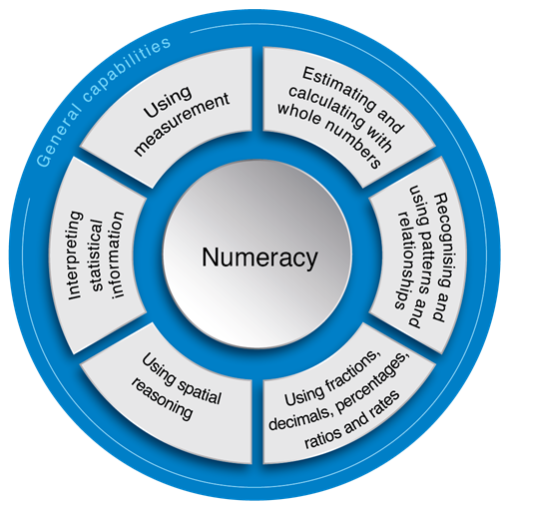 General capabilities
Using
measurement
Estimating and
calculating with
whole numbers
Recognising and
using patterns and
relationships
Using fractions,
decimals, percentages,
ratios and rates
Using spatial
reasoning
Interpreting
statistical
information
Numeracy